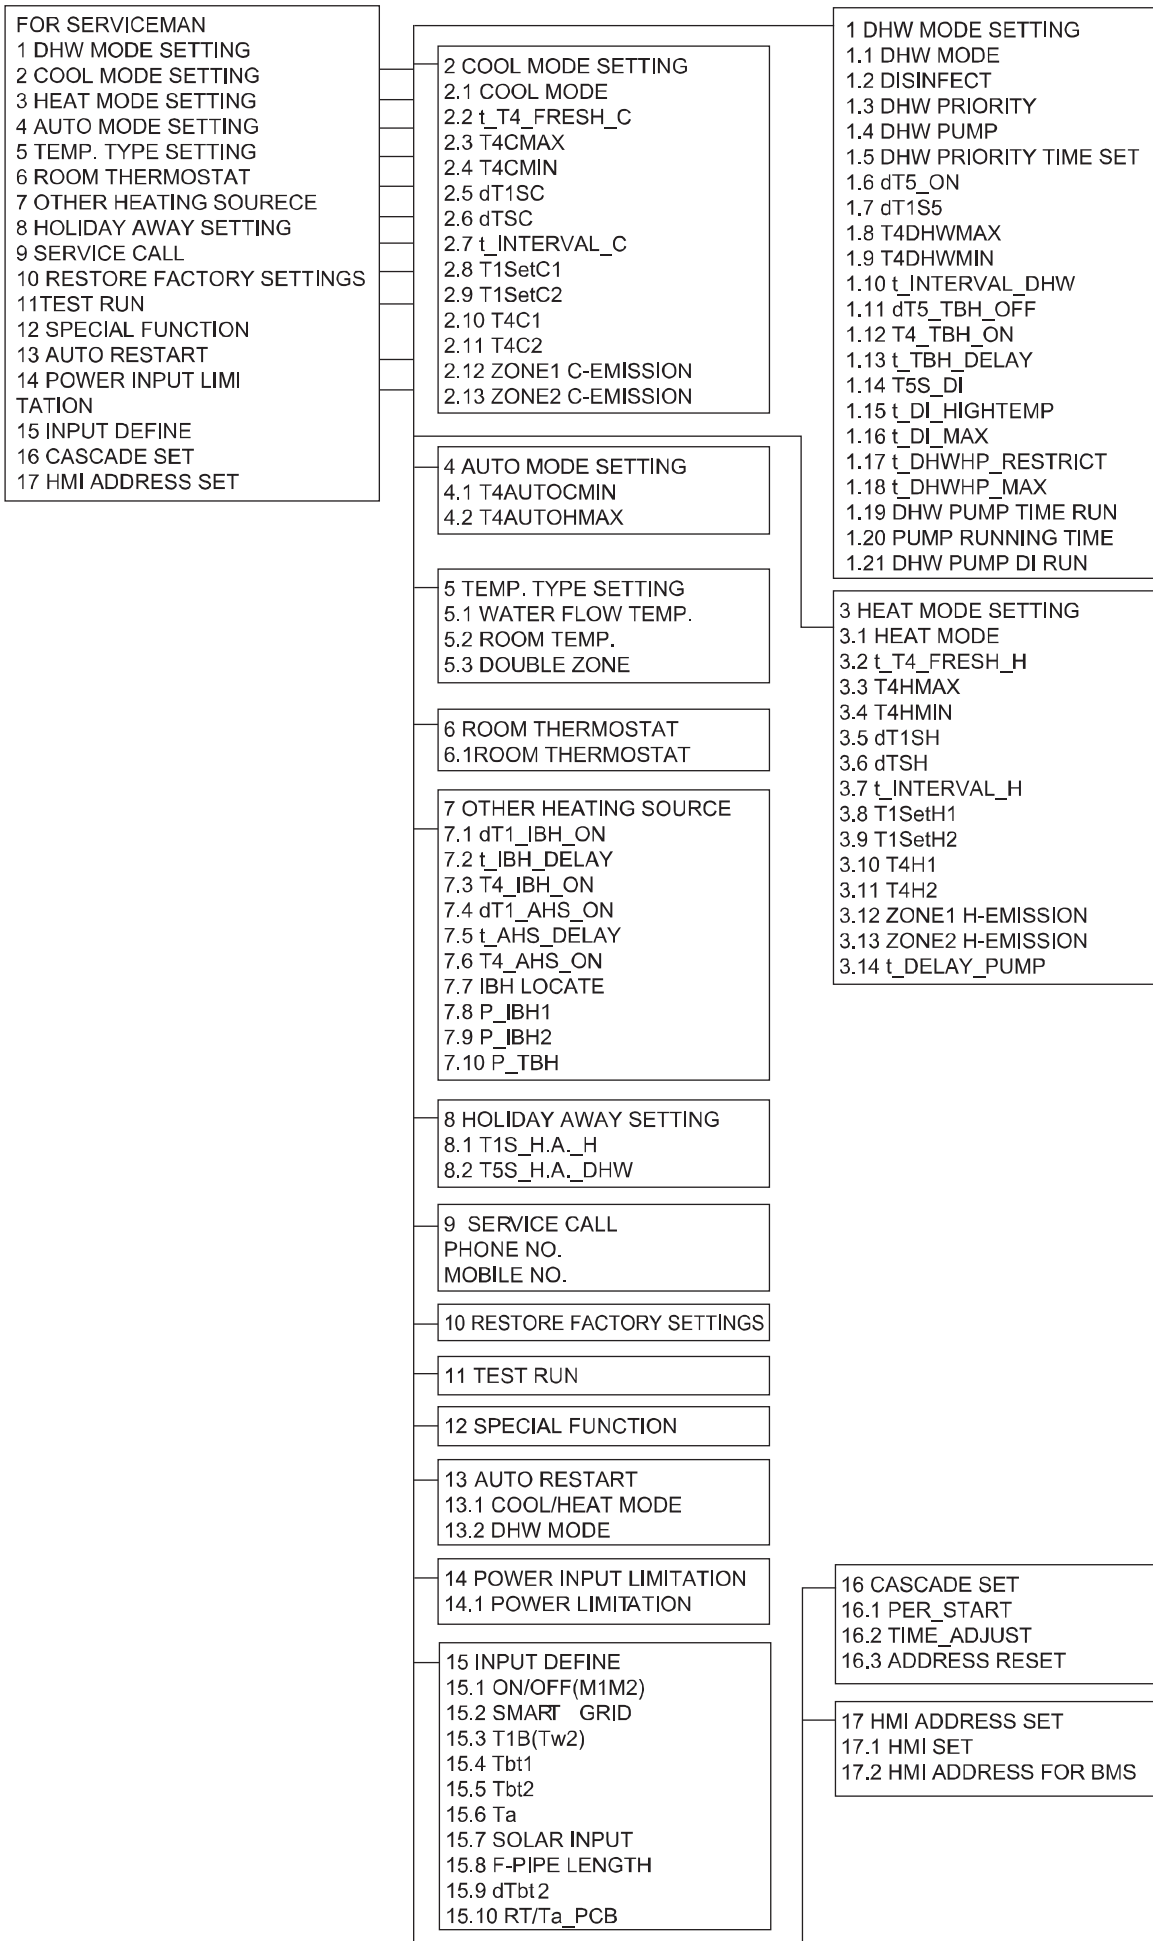 FOR SERVICEMAN
1 DHW MODE SETTING
2 COOL MODE SETTING
3 HEAT MODE SETTING
4 AUTO MODE SETTING
5 TEMP. TYPE SETTING
6 ROOM THERMOSTAT
7 OTHER HEATING SOURECE
8 HOLIDAY AWAY SETTING
9 SERVICE CALL
10 RESTORE FACTORY SETTINGS
11TEST RUN
12 SPECIAL FUNCTION
13 AUTO RESTART
14 POWER INPUT LIMI
TATION
15 INPUT DEFINE
16 CASCADE SET
17 HMI ADDRESS SET
2 COOL MODE SETTING
2.1 COOL MODE
2.2 t_T4_FRESH_C
2.3 T4CMAX
2.4 T4CMIN
2.5 dT1SC
2.6 dTSC
2.7 t_INTERVAL_C
2.8 T1SetC1
2.9 T1SetC2
2.10 T4C1
2.11 T4C2
2.12 ZONE1 C-EMISSION
2.13 ZONE2 C-EMISSION
4 AUTO MODE SETTING
4.1 T4AUTOCMIN
4.2 T4AUTOHMAX
5 TEMP. TYPE SETTING
5.1 WATER FLOW TEMP.
5.2 ROOM TEMP.
5.3 DOUBLE ZONE
6 ROOM THERMOSTAT
6.1ROOM THERMOSTAT
7 OTHER HEATING SOURCE
7.1 dT1_IBH_ON
7.2 t_IBH_DELAY
7.3 T4_IBH_ON
7.4 dT1_AHS_ON
7.5 t_AHS_DELAY
7.6 T4_AHS_ON
7.7 IBH LOCATE
7.8 P_IBH1
7.9 P_IBH2
7.10 P_TBH
8 HOLIDAY AWAY SETTING
8.1 T1S_H.A._H
8.2 T5S_H.A._DHW
9 SERVICE CALL
PHONE NO.
MOBILE NO.
10 RESTORE FACTORY SETTINGS
11 TEST RUN
12 SPECIAL FUNCTION
13 AUTO RESTART
13.1 COOL/HEAT MODE
13.2 DHW MODE
14 POWER INPUT LIMITATION
14.1 POWER LIMITATION
15 INPUT DEFINE
15.1 ON/OFF(M1M2)
15.2 SMART GRID
15.3 T1B(Tw2)
15.4 Tbt1
15.5 Tbt2
15.6 Ta
15.7 SOLAR INPUT
15.8 F-PIPE LENGTH
15.9 dTbt2
15.10 RT/Ta_PCB
1 DHW MODE SETTING
1.1 DHW MODE
1.2 DISINFECT
1.3 DHW PRIORITY
1.4 DHW PUMP
1.5 DHW PRIORITY TIME SET
1.6 dT5_ON
1.7 dT1S5
1.8 T4DHWMAX
1.9 T4DHWMIN
1.10 t_INTERVAL_DHW
1.11 dT5_TBH_OFF
1.12 T4_TBH_ON
1.13 t_TBH_DELAY
1.14 T5S_DI
1.15 t_DI_HIGHTEMP
1.16 t_DI_MAX
1.17 t_DHWHP_RESTRICT
1.18 t_DHWHP_MAX
1.19 DHW PUMP TIME RUN
1.20 PUMP RUNNING TIME
1.21 DHW PUMP DI RUN
3 HEAT MODE SETTING
3.1 HEAT MODE
3.2 t_T4_FRESH_H
3.3 T4HMAX
3.4 T4HMIN
3.5 dT1SH
3.6 dTSH
3.7 t_INTERVAL_H
3.8 T1SetH1
3.9 T1SetH2
3.10 T4H1
3.11 T4H2
3.12 ZONE1 H-EMISSION
3.13 ZONE2 H-EMISSION
3.14 t_DELAY_PUMP
16 CASCADE SET
16.1 PER_START
16.2 TIME_ADJUST
16.3 ADDRESS RESET
17 HMI ADDRESS SET
17.1 HMI SET
17.2 HMI ADDRESS FOR BMS